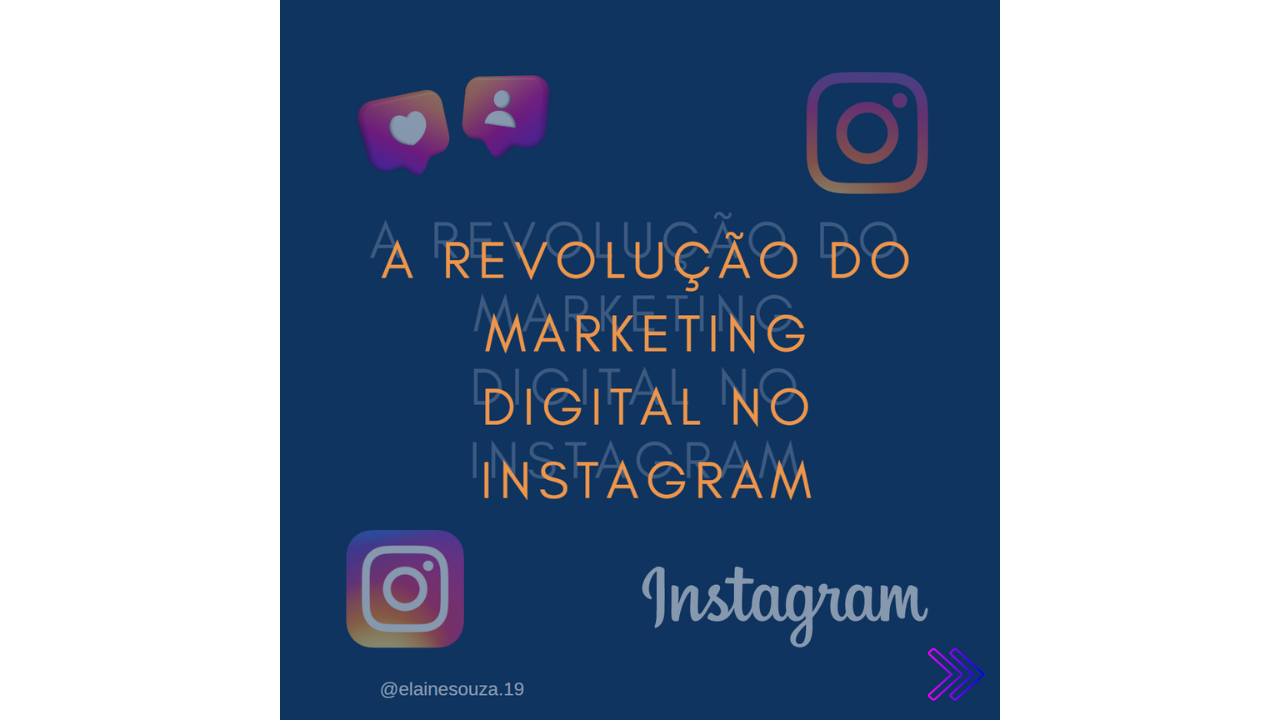 A REVOLUÇÃO DO
MARKETING
DIGITAL NO
INSTAGRAM
Instagram
@elainesouza.19